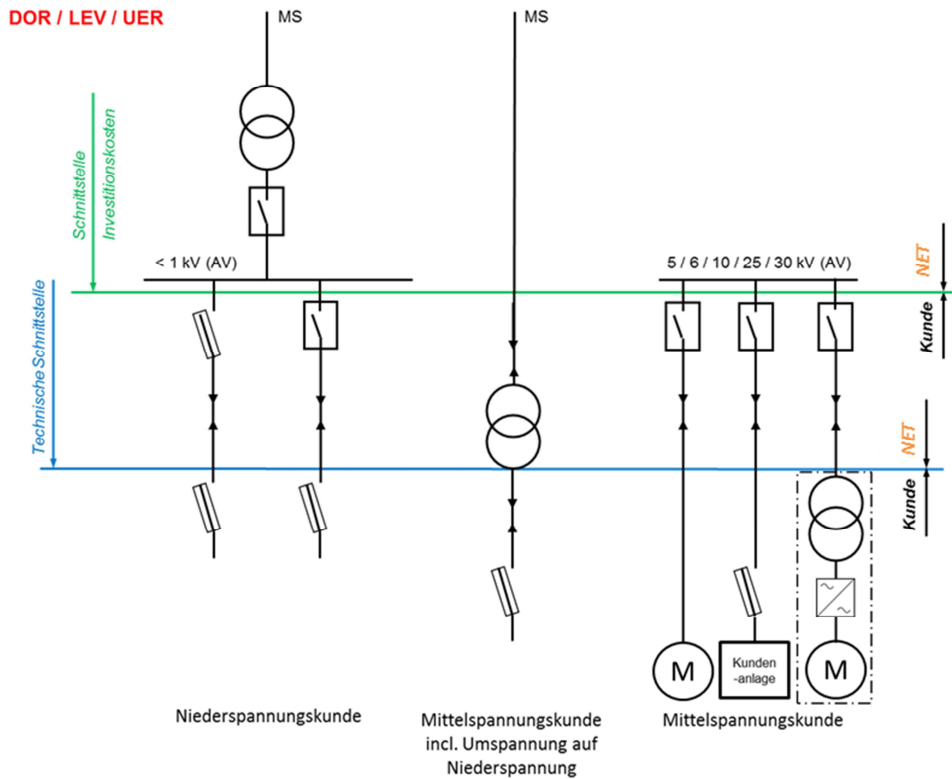 DOR / LEV / UER
MS
MS
Schnittstelle
Investitionskosten
< 1 kV (AV)
5 / 6 / 10 / 25 / 30 kV (AV)
NET
Kunde
Technische Schnittstelle
NET
Kunde
M
Kunden
-anlage
M
Niederspannungskunde
Mittelspannungskunde
incl. Umspannung auf
Niederspannung
Mittelspannungskunde